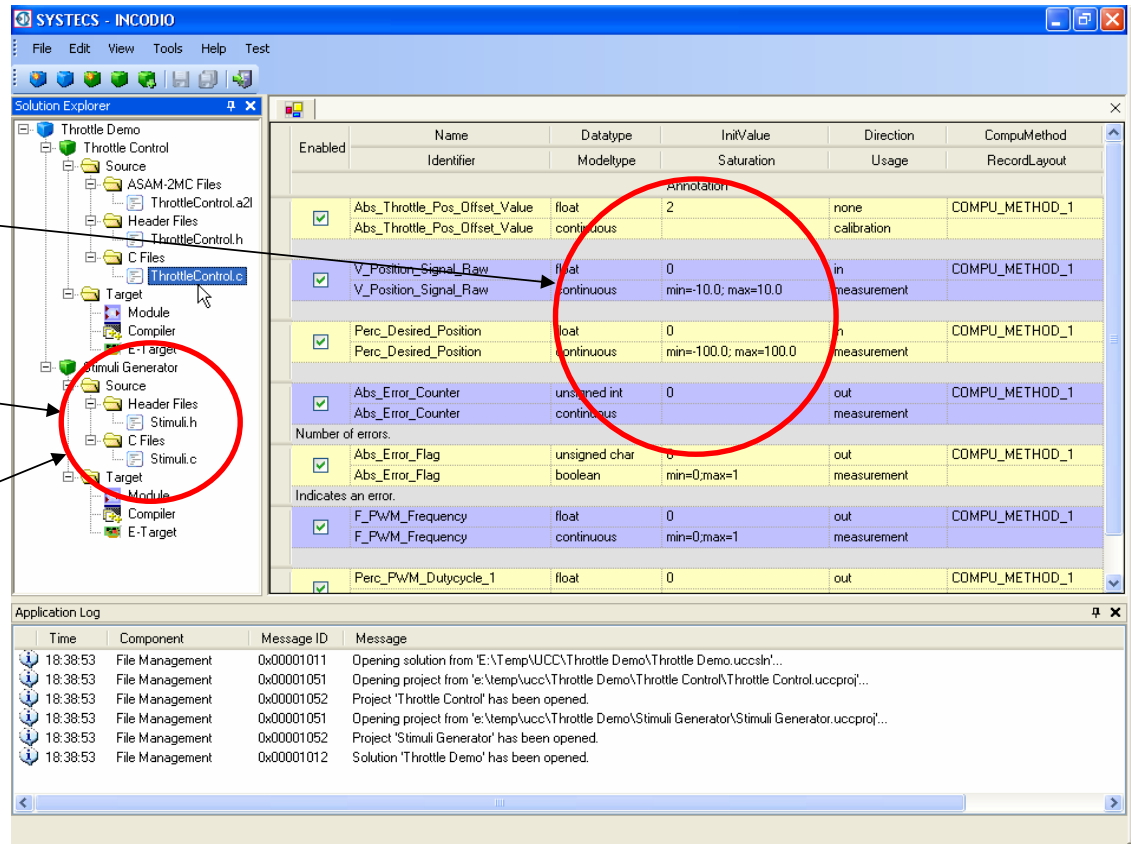 SYSTECS - INCODIO
File Edit View Tools Help Test
Solution Explorer
Throttle Demo
Throttle Control
Source
ASAM-2MC Files
ThrottleControl.a2l
Header Files
ThrottleControl.h
C Files
ThrottleControl.c
Target
Module
Compiler
E-Target
Stimuli Generator
Source
Header Files
Stimuli.h
C Files
Stimuli.c
Target
Module
Compiler
E-Target
Enabled Name Datatype InitValue Direction CompuMethod
Identifier Modeltype Saturation Usage RecordLayout
Annotation
Abs_Throttle_Pos_Offset_Value float 2 none COMPU_METHOD_1
Abs_Throttle_Pos_Offset_Value continuous calibration
V_Position_Signal_Raw float 0 in COMPU_METHOD_1
V_Position_Signal_Raw continuous min=-10.0; max=10.0 measurement
Perc_Desired_Position float 0 in COMPU_METHOD_1
Perc_Desired_Position continuous min=-100.0; max=100.0 measurement
Abs_Error_Counter unsigned int 0 out COMPU_METHOD_1
Abs_Error_Counter continuous measurement
Number of errors.
Abs_Error_Flag unsigned char 0 out COMPU_METHOD_1
Abs_Error_Flag boolean min=0;max=1 measurement
Indicates an error.
F_PWM_Frequency float 0 out COMPU_METHOD_1
F_PWM_Frequency continuous min=0;max=1 measurement
Perc_PWM_Dutycycle_1 float 0 out COMPU_METHOD_1
Application Log
Time Component Message ID Message
18:38:53 File Management 0x00001011 Opening solution from 'E:\Temp\UCC\Throttle Demo\Throttle Demo.uccsln'...
18:38:53 File Management 0x00001051 Opening project from 'e:\temp\ucc\Throttle Demo\Throttle Control\Throttle Control.uccproj'...
18:38:53 File Management 0x00001052 Project 'Throttle Control' has been opened.
18:38:53 File Management 0x00001051 Opening project from 'e:\temp\ucc\Throttle Demo\Stimuli Generator\Stimuli Generator.uccproj'...
18:38:53 File Management 0x00001052 Project 'Stimuli Generator' has been opened.
18:38:53 File Management 0x00001012 Solution 'Throttle Demo' has been opened.